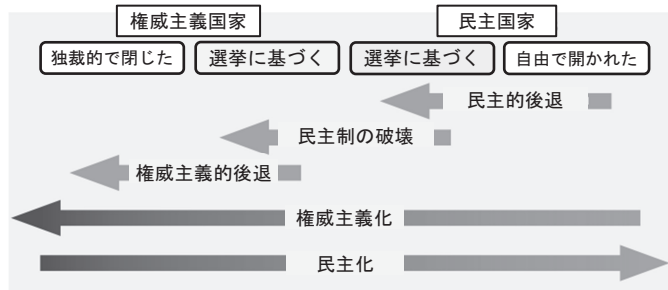 権威主義国家 民主国家
独裁的で閉じた 選挙に基づく 選挙に基づく 自由で開かれた
民主的後退
民主制の破壊
権威主義的後退
権威主義化
民主化